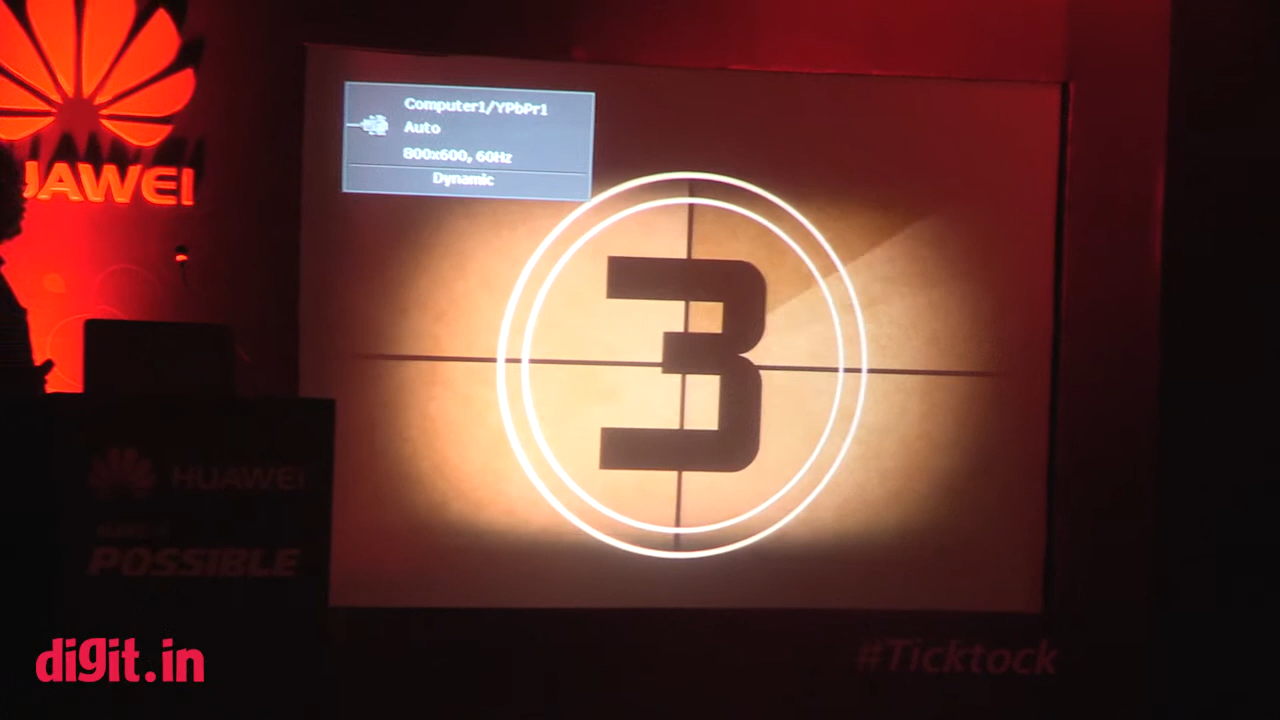 HUAWEI
Computer1/YPbPr1
Auto
800x600, 60Hz
Dynamic
3
HUAWEI
POSSIBLE
#Ticktock
digit.in